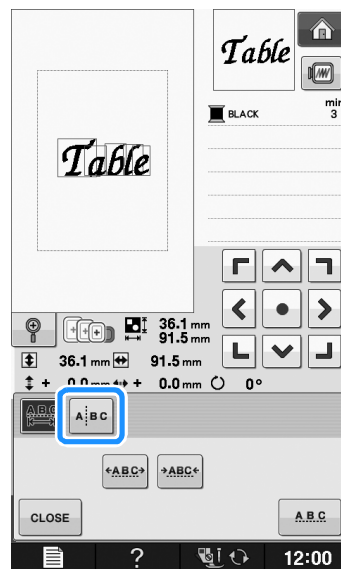 Table
min
BLACK 3
Table
36.1 mm
91.5 mm
36.1 mm 91.5 mm
+ 0.0 mm + 0.0 mm 0°
ABC A BC
ABC ABC
CLOSE ABC
? 12:00